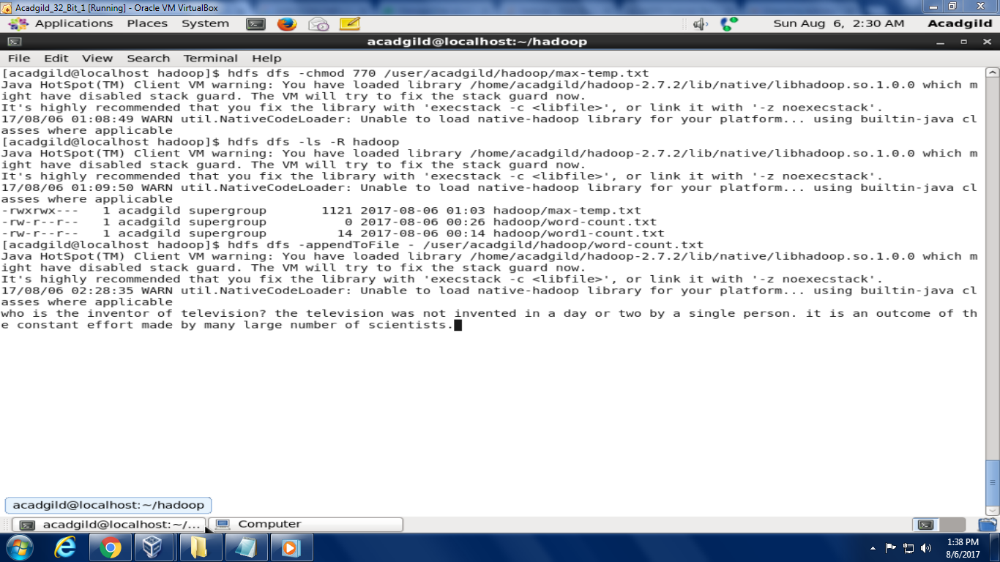 Acadgild_32_Bit_1 [Running] - Oracle VM VirtualBox
Applications Places System Sun Aug 6, 2:30 AM Acadgild
acadgild@localhost:~/hadoop
File Edit View Search Terminal Help
[acadgild@localhost hadoop]$ hdfs dfs -chmod 770 /user/acadgild/hadoop/max-temp.txt
Java HotSpot(TM) Client VM warning: You have loaded library /home/acadgild/hadoop-2.7.2/lib/native/libhadoop.so.1.0.0 which m
ight have disabled stack guard. The VM will try to fix the stack guard now.
It's highly recommended that you fix the library with 'execstack -c <libfile>', or link it with '-z noexecstack'.
17/08/06 01:08:49 WARN util.NativeCodeLoader: Unable to load native-hadoop library for your platform... using builtin-java cl
asses where applicable
[acadgild@localhost hadoop]$ hdfs dfs -ls -R hadoop
Java HotSpot(TM) Client VM warning: You have loaded library /home/acadgild/hadoop-2.7.2/lib/native/libhadoop.so.1.0.0 which m
ight have disabled stack guard. The VM will try to fix the stack guard now.
It's highly recommended that you fix the library with 'execstack -c <libfile>', or link it with '-z noexecstack'.
17/08/06 01:09:50 WARN util.NativeCodeLoader: Unable to load native-hadoop library for your platform... using builtin-java cl
asses where applicable
-rwxrwx--- 1 acadgild supergroup 1121 2017-08-06 01:03 hadoop/max-temp.txt
-rw-r--r-- 1 acadgild supergroup 0 2017-08-06 00:26 hadoop/word-count.txt
-rw-r--r-- 1 acadgild supergroup 14 2017-08-06 00:14 hadoop/word1-count.txt
[acadgild@localhost hadoop]$ hdfs dfs -appendToFile - /user/acadgild/hadoop/word-count.txt
Java HotSpot(TM) Client VM warning: You have loaded library /home/acadgild/hadoop-2.7.2/lib/native/libhadoop.so.1.0.0 which m
ight have disabled stack guard. The VM will try to fix the stack guard now.
It's highly recommended that you fix the library with 'execstack -c <libfile>', or link it with '-z noexecstack'.
17/08/06 02:28:35 WARN util.NativeCodeLoader: Unable to load native-hadoop library for your platform... using builtin-java cl
asses where applicable
who is the inventor of television? the television was not invented in a day or two by a single person. it is an outcome of th
e constant effort made by many large number of scientists.
acadgild@localhost:~/hadoop
acadgild@localhost:~/... Computer
1:38 PM
8/6/2017